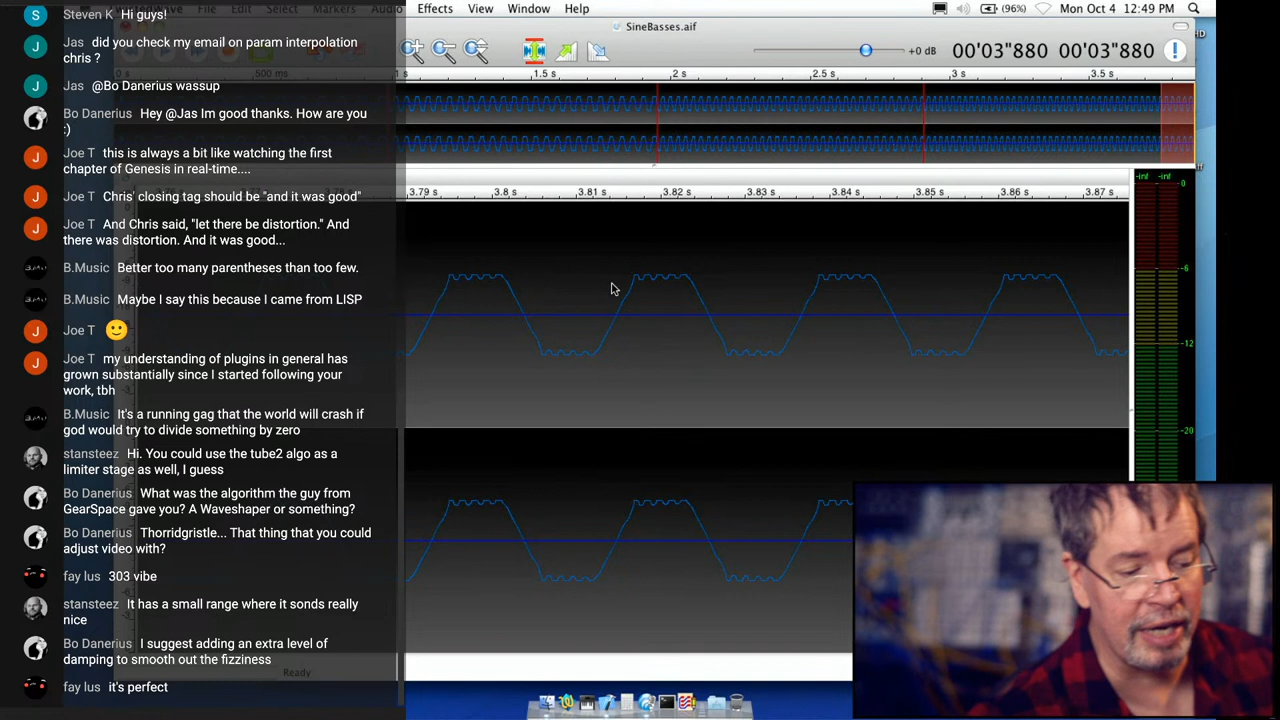 Effects View Window Help
(96%) Mon Oct 4 12:49 PM
SineBasses.aif
+0 dB 00'03"880 00'03"880
1 s 1.5 s 2 s 2.5 s 3 s 3.5 s
3.79 3.8 s 3.81 3.82 s 3.83 s 3.84 s 3.85 s 3.86 s 3.87 s
-inf -inf
0
-6
-12
-20
S Steven K Hi guys!
J Jas did you check my email on param interpolation
chris ?
J Jas @Bo Danerius wassup
Bo Danerius Hey @Jas Im good thanks. How are you
:)
J Joe T this is always a bit like watching the first
chapter of Genesis in real-time....
J Joe T Chris' closing tag should be "and it was good"
J Joe T And Chris said, "let there be distortion." And
there was distortion. And it was good...
B.Music Better too many parentheses than too few.
B.Music Maybe I say this because I came from LISP
J Joe T 🙂
J Joe T my understanding of plugins in general has
grown substantially since I started following your
work, tbh
B.Music It's a running gag that the world will crash if
god would try to divide something by zero
stansteez Hi. You could use the tube2 algo as a
limiter stage as well, I guess
Bo Danerius What was the algorithm the guy from
GearSpace gave you? A Waveshaper or something?
Bo Danerius Thorridgristle... That thing that you could
adjust video with?
fay lus 303 vibe
stansteez It has a small range where it sonds really
nice
Bo Danerius I suggest adding an extra level of
damping to smooth out the fizziness
Ready
fay lus it's perfect